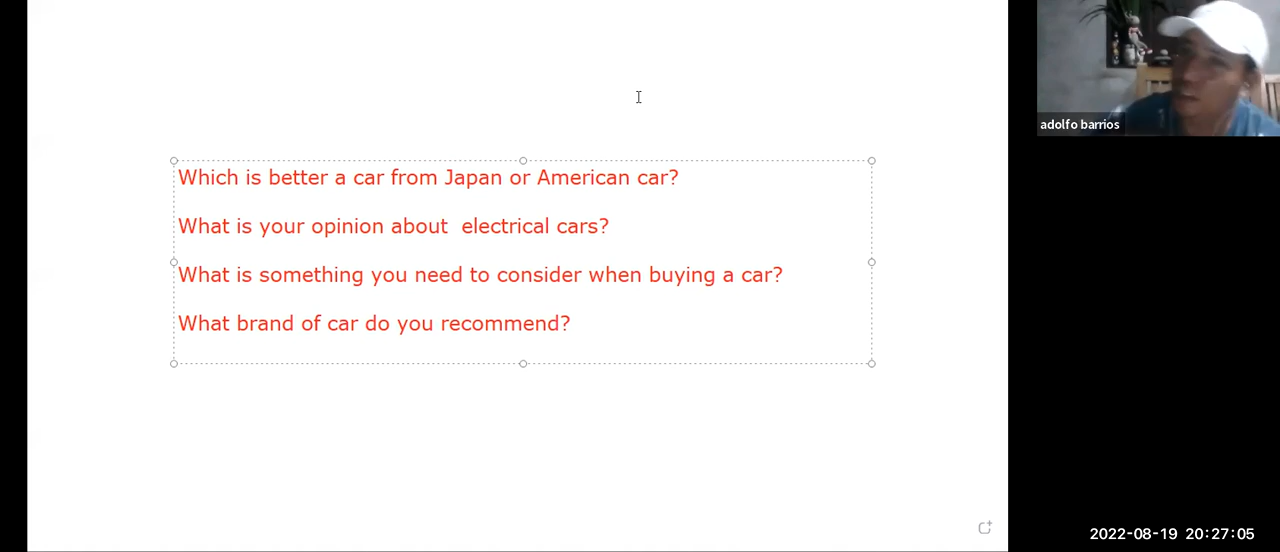 Which is better a car from Japan or American car?
What is your opinion about  electrical cars?
What is something you need to consider when buying a car?
What brand of car do you recommend?
adolfo barrios
2022-08-19 20:27:05